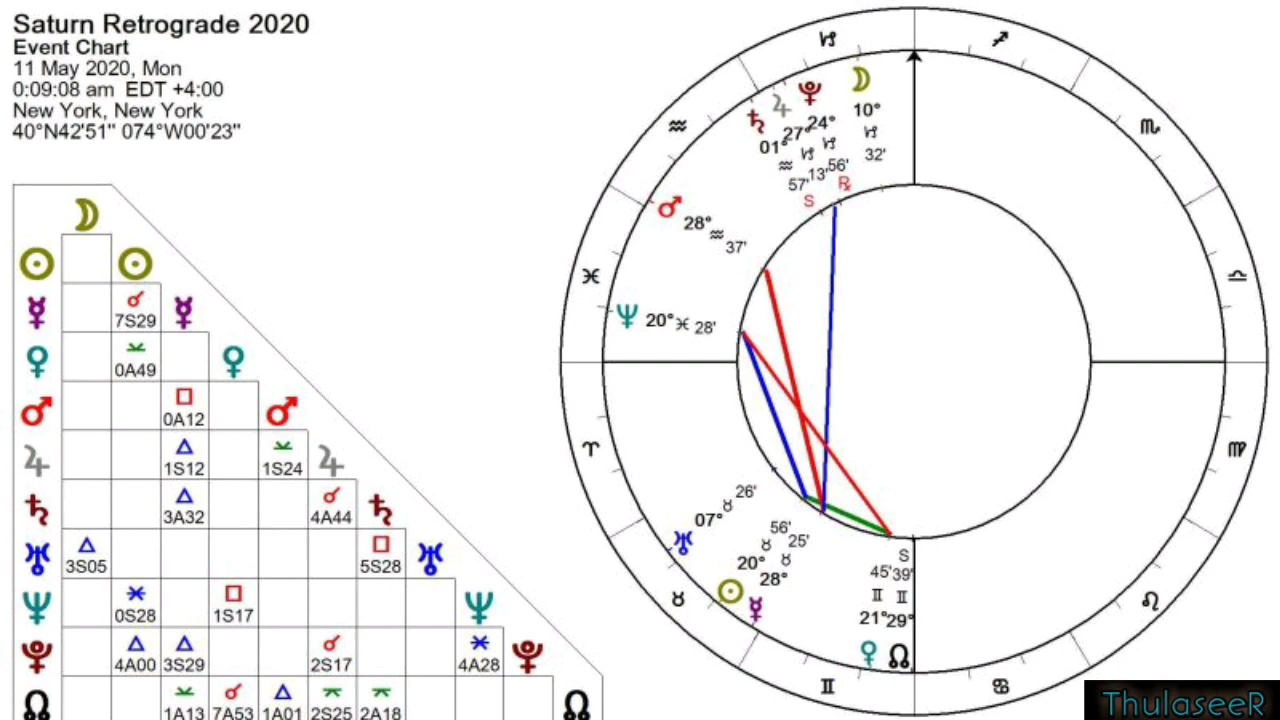 Saturn Retrograde 2020
Event Chart
11 May 2020, Mon
0:09:08 am EDT +4:00
New York, New York
40°N42'51" 074°W00'23"
☽
☉ ☉
☿ ☌ ☿
7S29
♀ ⚺ ♀
0A49
♂ □ ♂
0A12
♃ △ ⚺ ♃
1S12 1S24
♄ △ ☌ ♄
3A32 4A44
♅ △ □ ♅
3S05 5S28
♆ ⚹ □ ♆
0S28 1S17
♇ △ △ ☌ ⚹ ♇
4A00 3S29 2S17 4A28
☊ ⚺ ☌ △ ⚻ ⚻ ☊
1A13 7A53 1A01 2S25 2A18
♑ ♐ ♏ ♎ ♍ ♌ ♋ ♊ ♉ ♈ ♓ ♒
☽ 10° ♑ 32'
♇ 24° ♑ 56' ℞
♃ 27° ♑ 13'
♄ 01° ♒ 57' S
♂ 28° ♒ 37'
♆ 20° ♓ 28'
♅ 07° ♉ 26'
☉ 20° ♉ 56'
☿ 28° ♉ 25'
♀ 21° ♊ 45'
☊ 29° ♊ 39' S
ThulaseeR